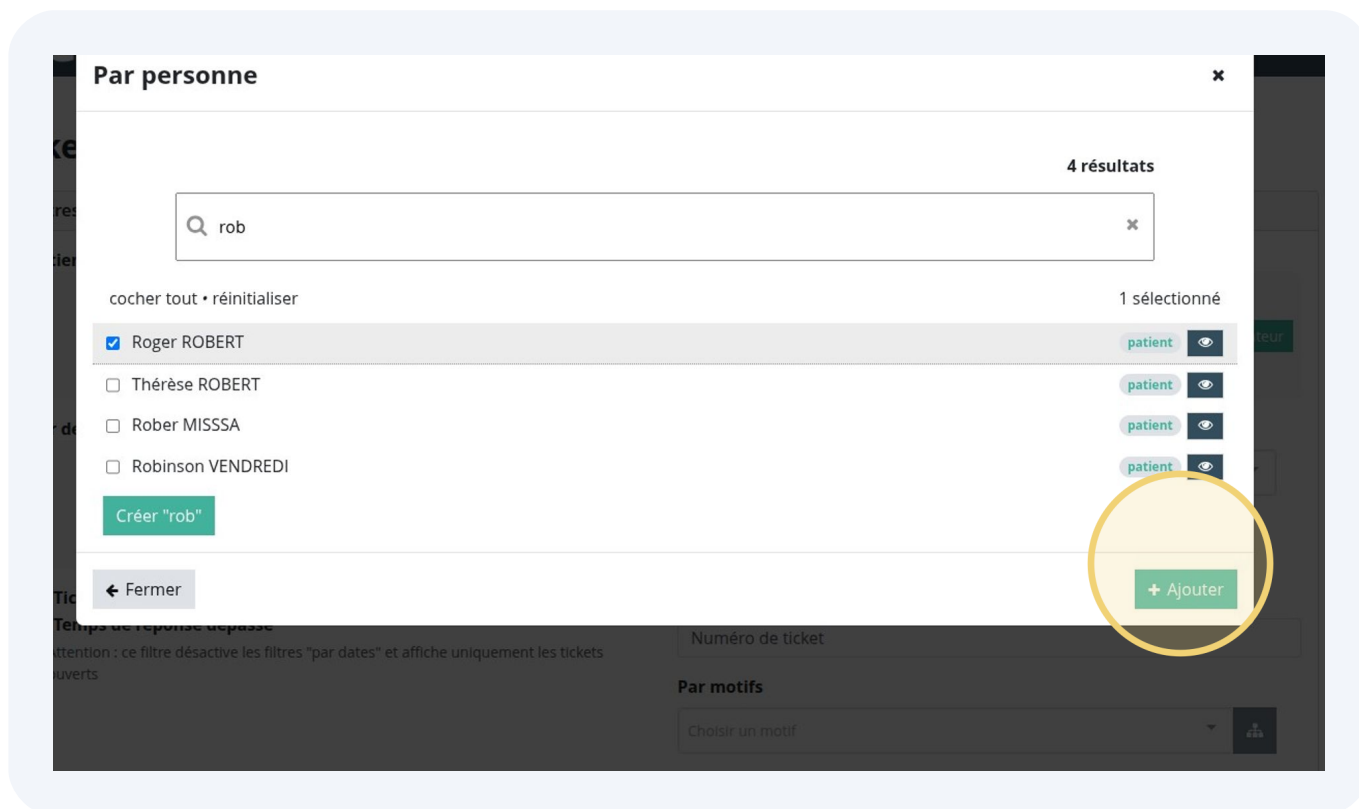 Par personne
4 résultats
rob
cocher tout • réinitialiser
1 sélectionné
Roger ROBERT
patient
Thérèse ROBERT
patient
Rober MISSSA
patient
Robinson VENDREDI
patient
Créer "rob"
Fermer
Ajouter
Temps de réponse dépassé
Numéro de ticket
ce filtre désactive les filtres "par dates" et affiche uniquement les tickets
Par motifs
Choisir un motif